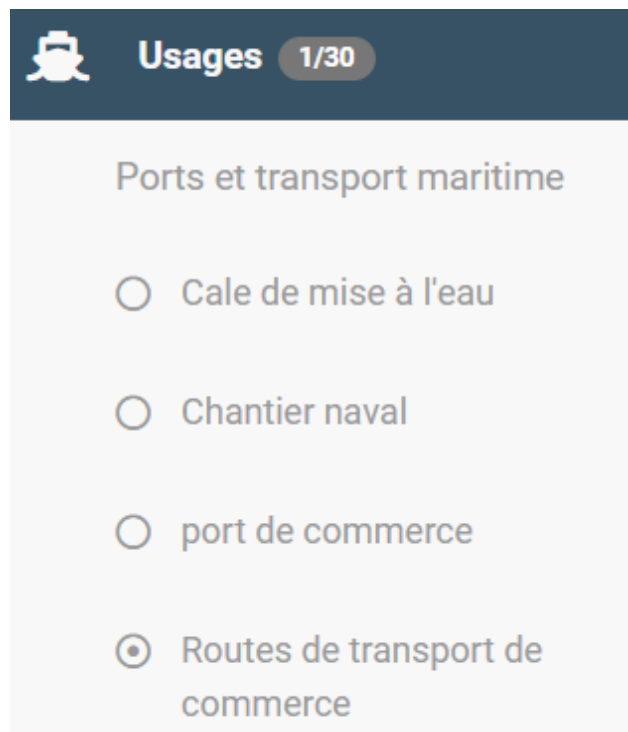 Usages 1/30
Ports et transport maritime
Cale de mise à l'eau
Chantier naval
port de commerce
Routes de transport de
commerce